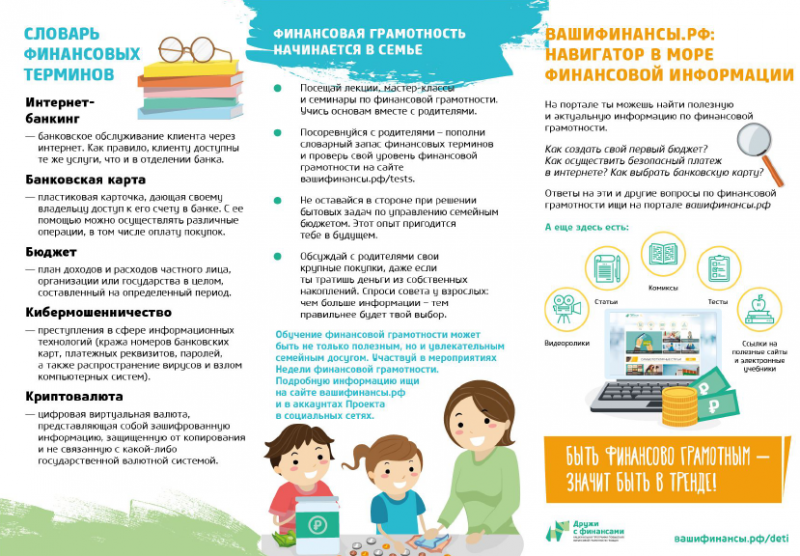 СЛОВАРЬ
ФИНАНСОВЫХ
ТЕРМИНОВ
Интернет-
банкинг
— банковское обслуживание клиента через
интернет. Как правило, клиенту доступны
те же услуги, что и в отделении банка.
Банковская карта
— пластиковая карточка, дающая своему
владельцу доступ к его счету в банке. С ее
помощью можно осуществлять различные
операции, в том числе оплату покупок.
Бюджет
— план доходов и расходов частного лица,
организации или государства в целом,
составленный на определенный период.
Кибермошенничество
— преступления в сфере информационных
технологий (кража номеров банковских
карт, платежных реквизитов, паролей,
а также распространение вирусов и взлом
компьютерных систем).
Криптовалюта
— цифровая виртуальная валюта,
представляющая собой зашифрованную
информацию, защищенную от копирования
и не связанную с какой-либо
государственной валютной системой.
ФИНАНСОВАЯ ГРАМОТНОСТЬ
НАЧИНАЕТСЯ В СЕМЬЕ
Посещай лекции, мастер-классы
и семинары по финансовой грамотности.
Учись основам вместе с родителями.
Посоревнуйся с родителями – пополни
словарный запас финансовых терминов
и проверь свой уровень финансовой
грамотности на сайте
вашифинансы.рф/tests.
Не оставайся в стороне при решении
бытовых задач по управлению семейным
бюджетом. Этот опыт пригодится
тебе в будущем.
Обсуждай с родителями свои
крупные покупки, даже если
ты тратишь деньги из собственных
накоплений. Спроси совета у взрослых:
чем больше информации – тем
правильнее будет твой выбор.
Обучение финансовой грамотности может
быть не только полезным, но и увлекательным
семейным досугом. Участвуй в мероприятиях
Недели финансовой грамотности.
Подробную информацию ищи
на сайте вашифинансы.рф
и в аккаунтах Проекта
в социальных сетях.
ВАШИФИНАНСЫ.РФ:
НАВИГАТОР В МОРЕ
ФИНАНСОВОЙ ИНФОРМАЦИИ
На портале ты можешь найти полезную
и актуальную информацию по финансовой
грамотности.
Как создать свой первый бюджет?
Как осуществить безопасный платеж
в интернете? Как выбрать банковскую карту?
Ответы на эти и другие вопросы по финансовой
грамотности ищи на портале вашифинансы.рф
А еще здесь есть:
Видеоролики
Статьи
Комиксы
Тесты
Ссылки на
полезные сайты
и электронные
учебники
БЫТЬ ФИНАНСОВО ГРАМОТНЫМ –
ЗНАЧИТ БЫТЬ В ТРЕНДЕ!
Дружи
с финансами
вашифинансы.рф/deti